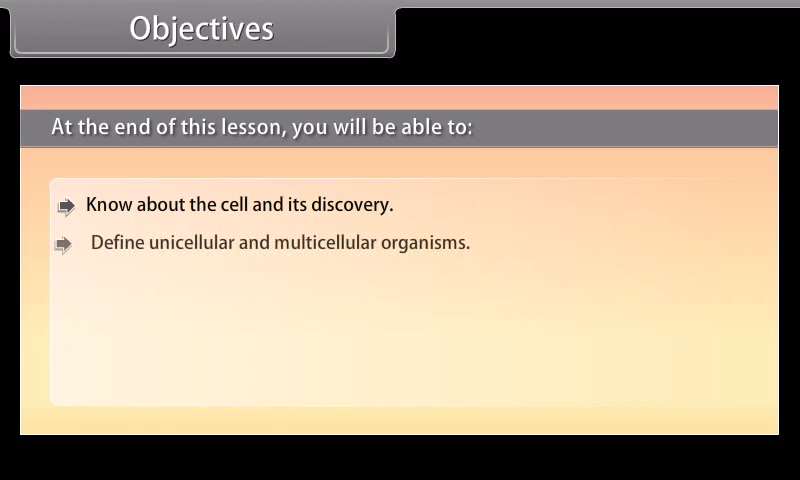 Objectives
At the end of this lesson, you will be able to:
Know about the cell and its discovery.
Define unicellular and multicellular organisms.